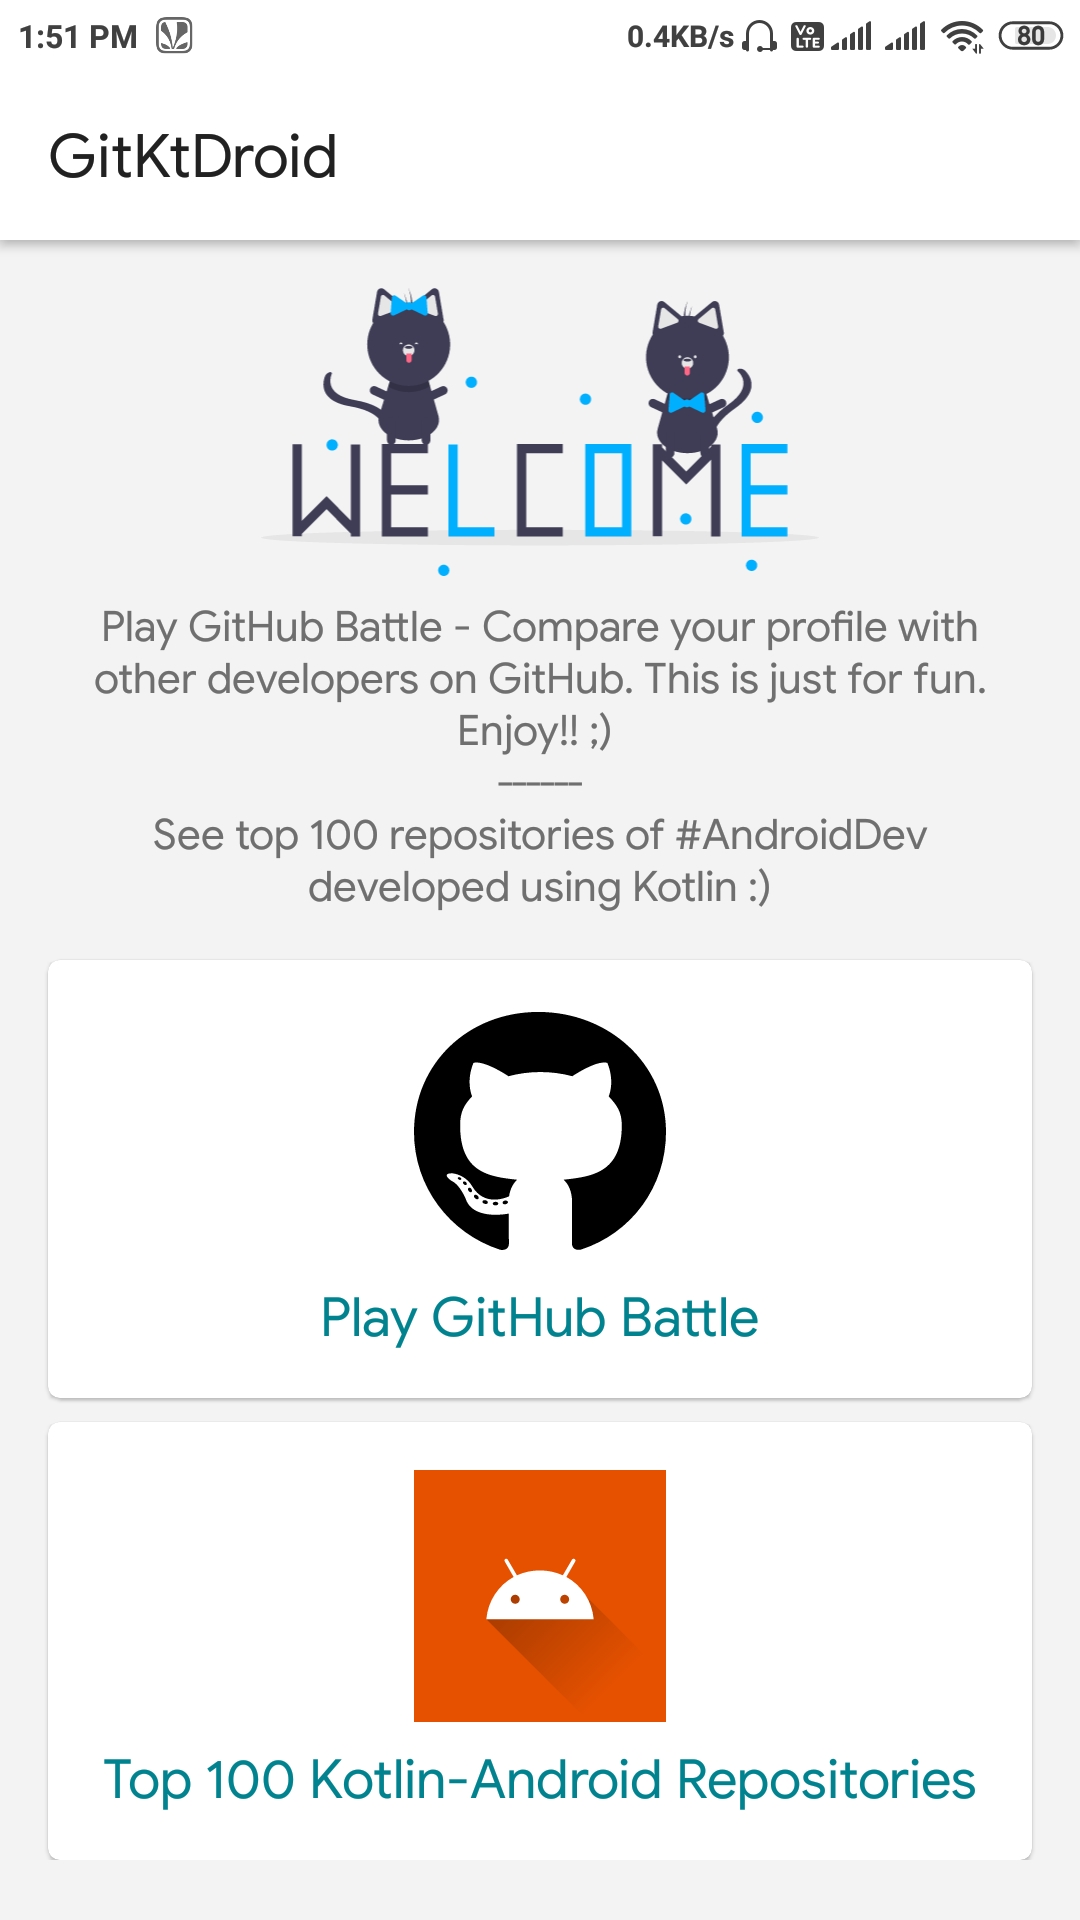 1:51 PM 0.4KB/s Vo LTE 80
GitKtDroid
WELCOME
Play GitHub Battle - Compare your profile with
other developers on GitHub. This is just for fun.
Enjoy!! ;)
------
See top 100 repositories of #AndroidDev
developed using Kotlin :)
Play GitHub Battle
Top 100 Kotlin-Android Repositories